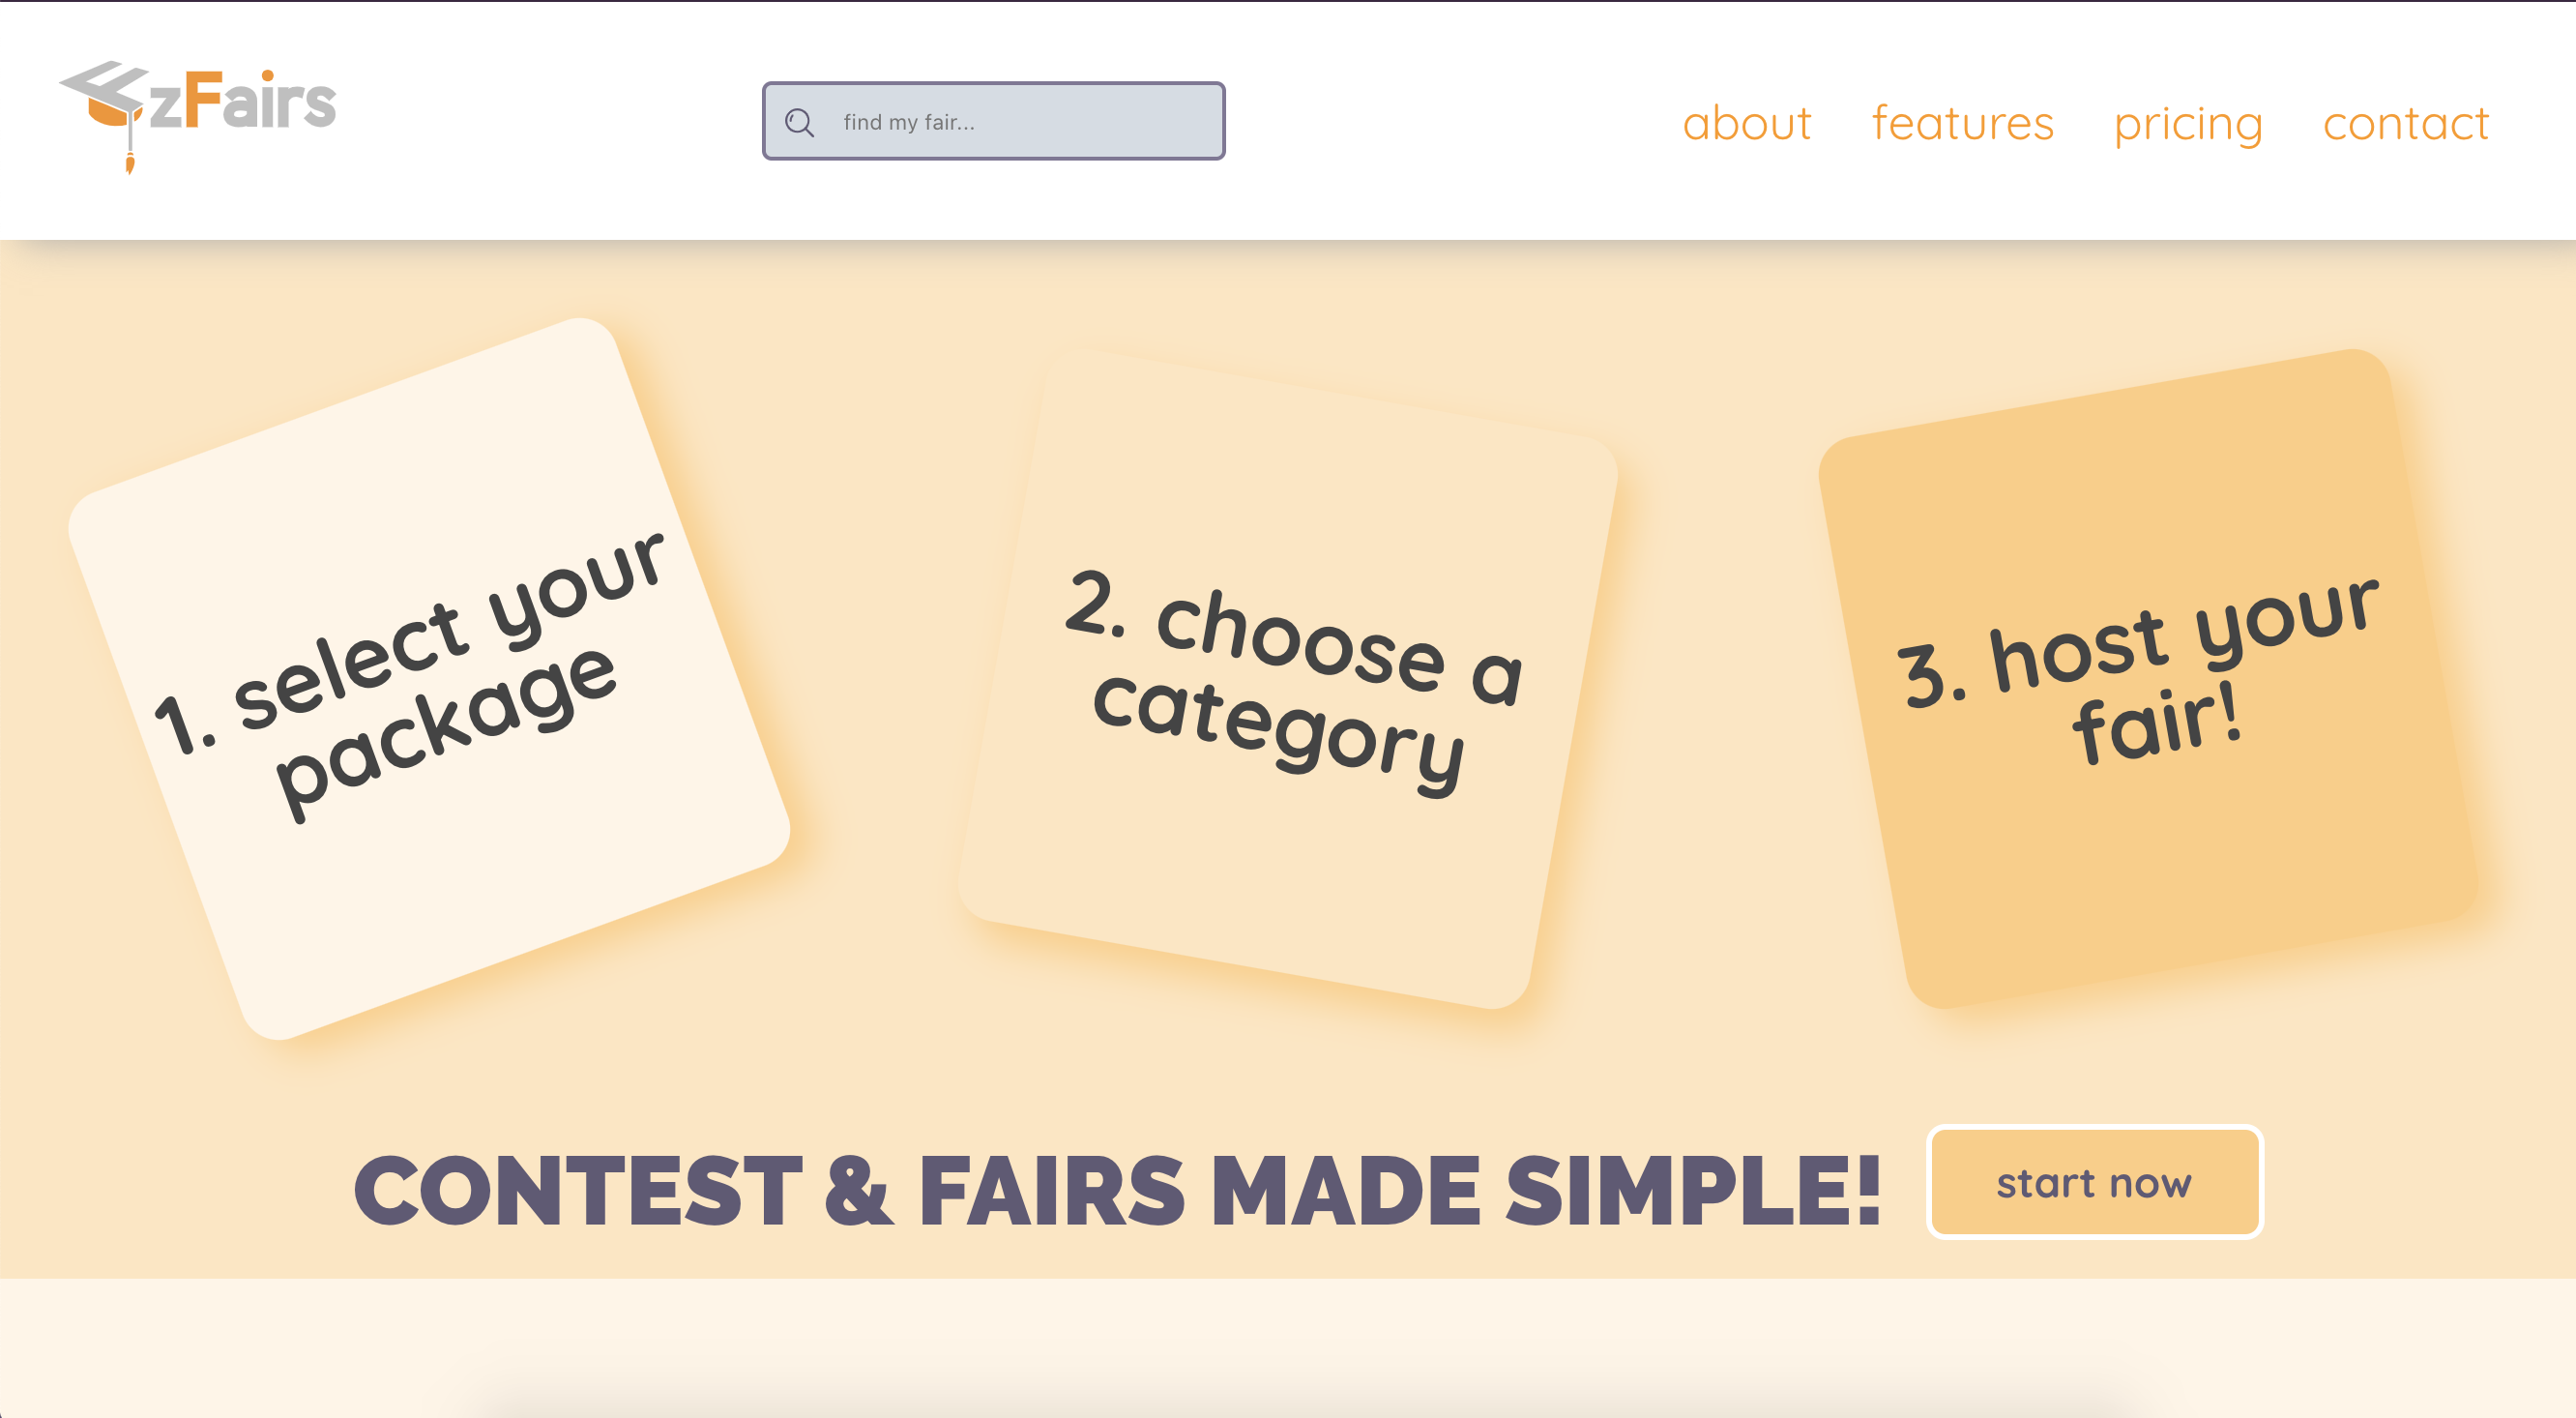 zFairs
find my fair...
about features pricing contact
1. select your
package
2. choose a
category
3. host your
fair!
CONTEST & FAIRS MADE SIMPLE!
start now